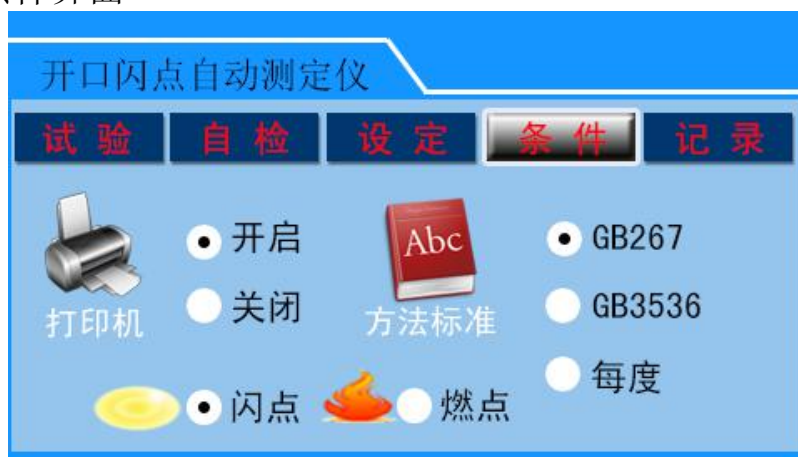 开口闪点自动测定仪
试 验 自 检 设 定 条 件 记 录
开启 Abc GB267
打印机 关闭 方法标准 GB3536
闪点 燃点 每度